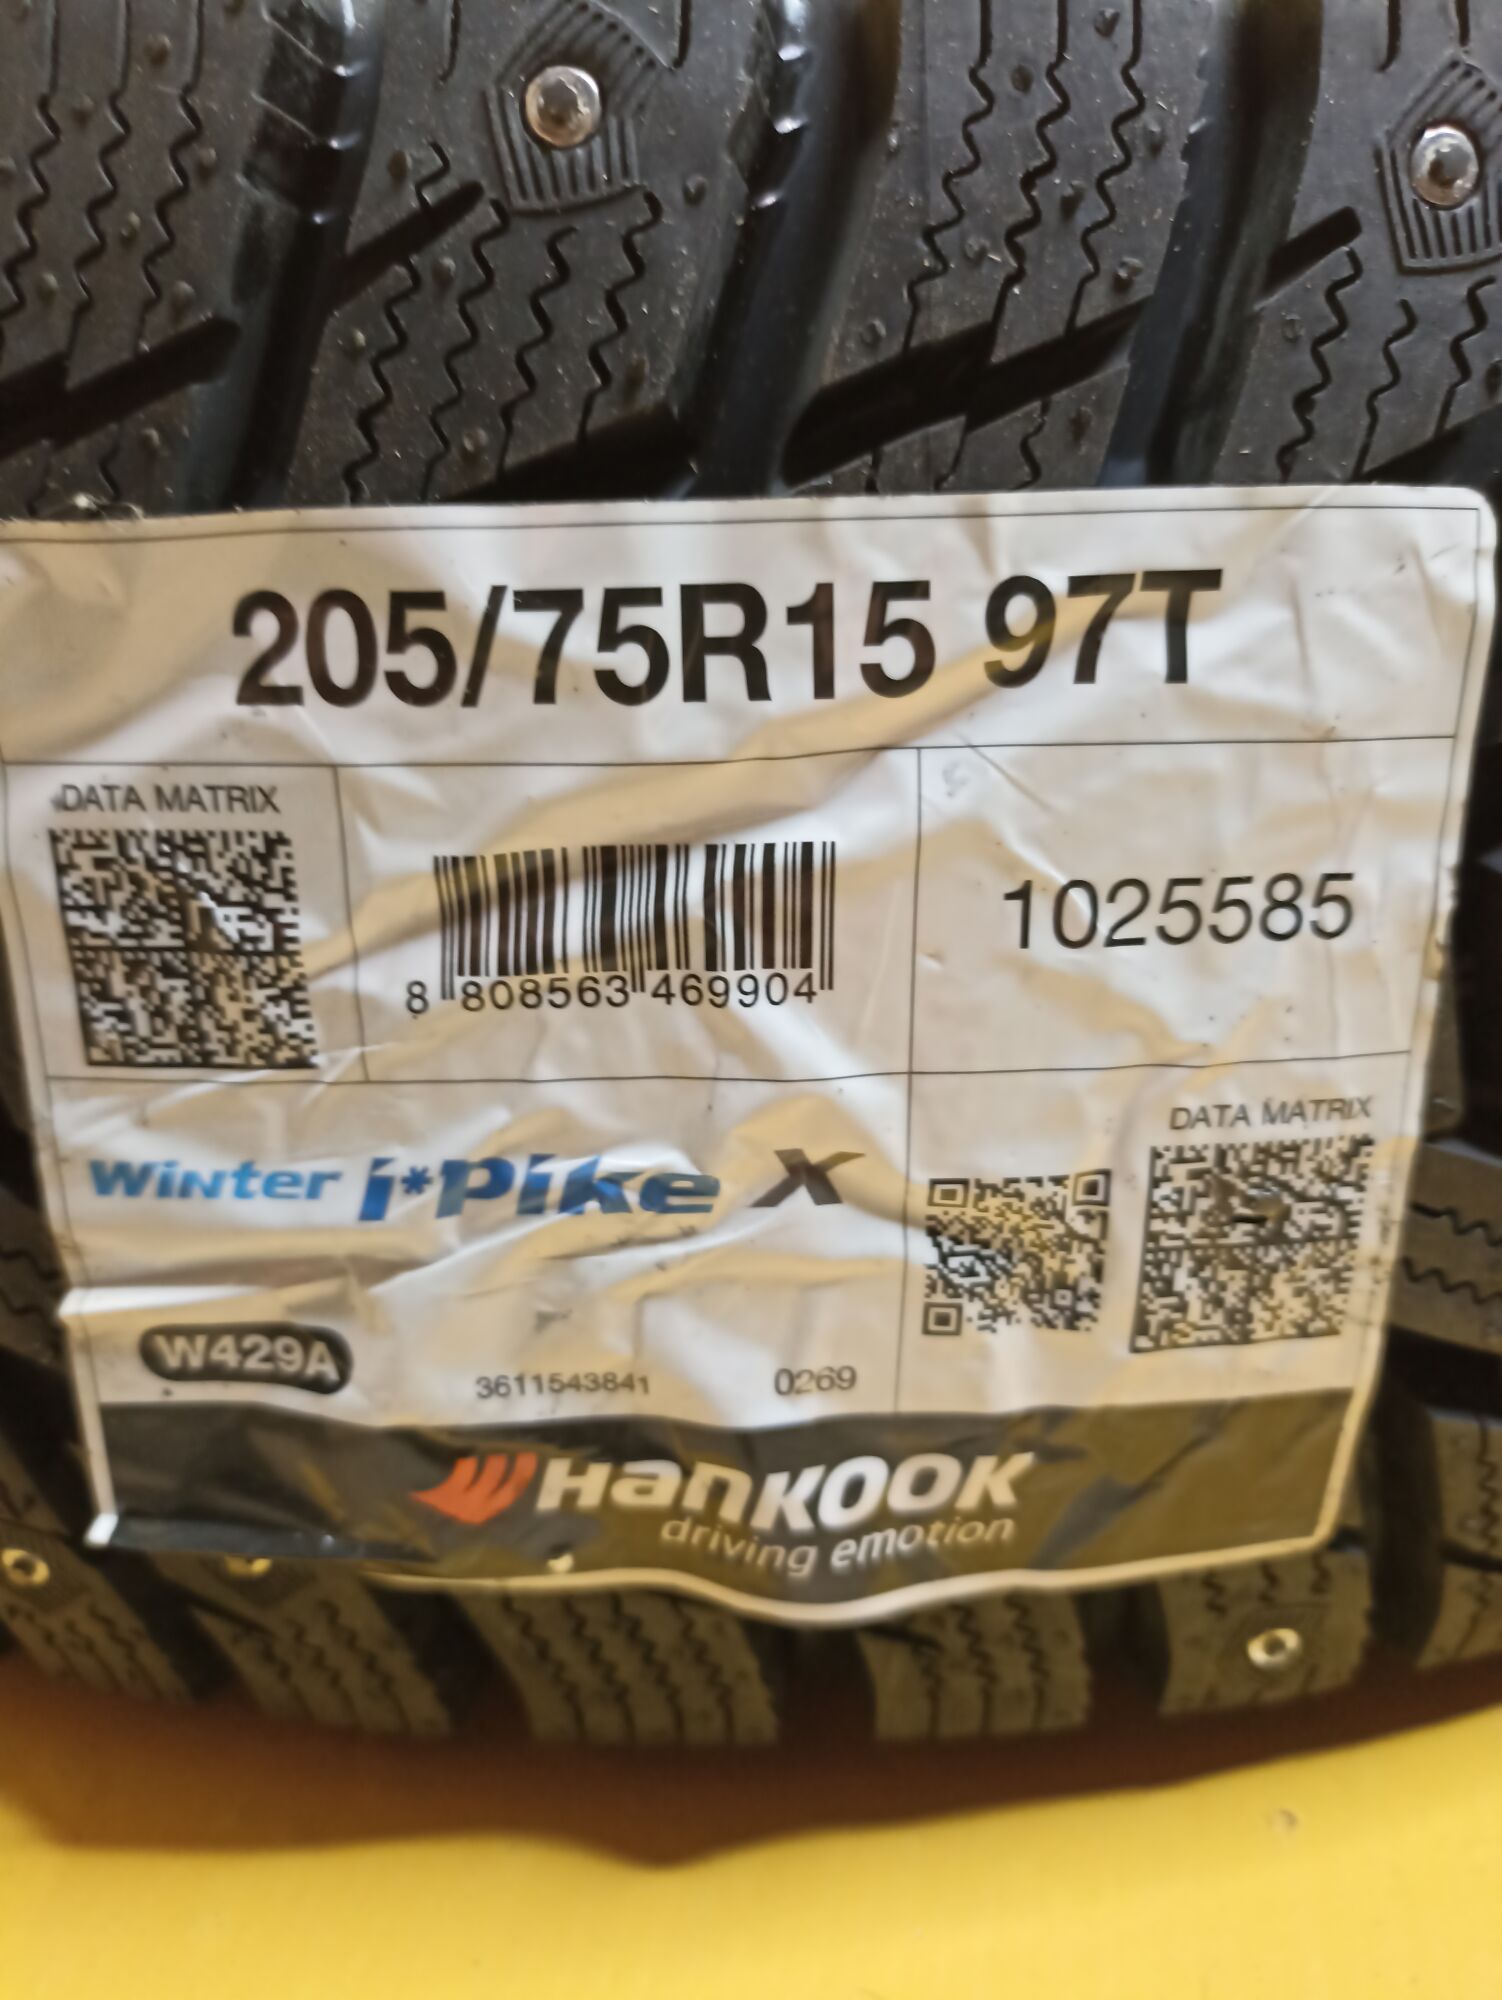 205/75R15 97T
DATA MATRIX
8 808563 469904
1025585
Winter i*Pike X
DATA MATRIX
W429A
3611543841
0269
Hankook
driving emotion